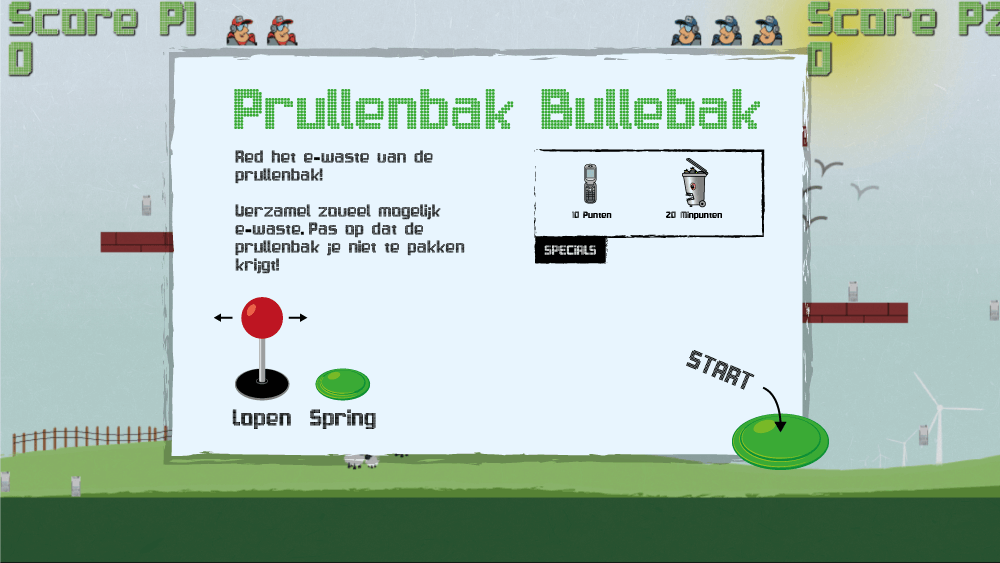 Score P1
0
Score P2
0
Prullenbak Bullebak
Red het e-waste van de
prullenbak!
Verzamel zoveel mogelijk
e-waste. Pas op dat de
prullenbak je niet te pakken
krijgt!
10 Punten
20 Minpunten
SPECIALS
Lopen
Spring
START